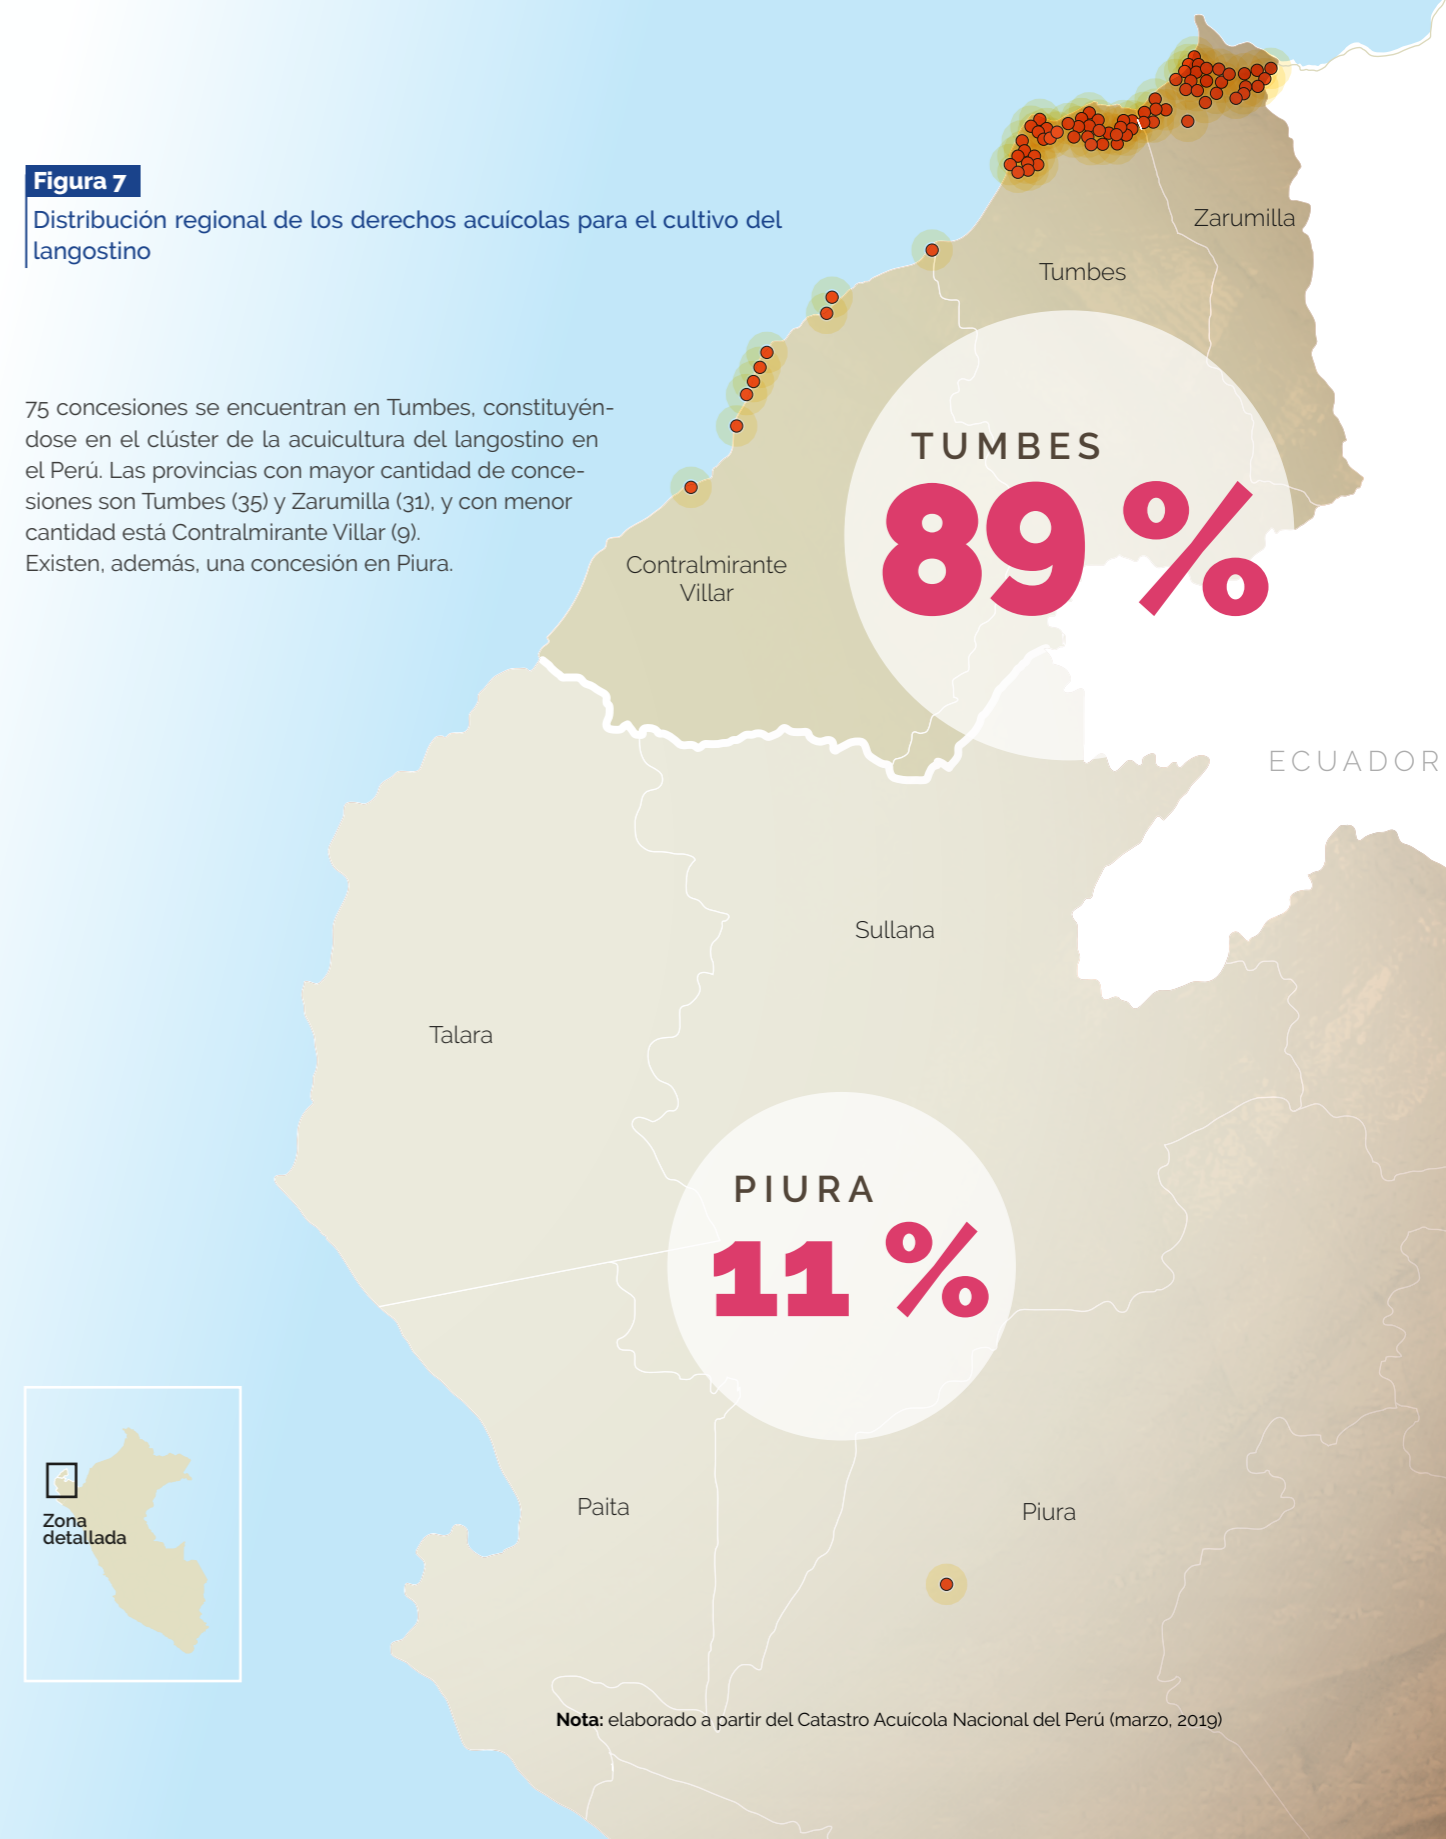 Figura 7
Distribución regional de los derechos acuícolas para el cultivo del
langostino
75 concesiones se encuentran en Tumbes, constituyén-
dose en el clúster de la acuicultura del langostino en
el Perú. Las provincias con mayor cantidad de conce-
siones son Tumbes (35) y Zarumilla (31), y con menor
cantidad está Contralmirante Villar (9).
Existen, además, una concesión en Piura.
Zarumilla
Tumbes
TUMBES
89 %
Contralmirante
Villar
ECUADOR
Sullana
Talara
PIURA
11 %
Paita
Piura
Zona
detallada
Nota: elaborado a partir del Catastro Acuícola Nacional del Perú (marzo, 2019)